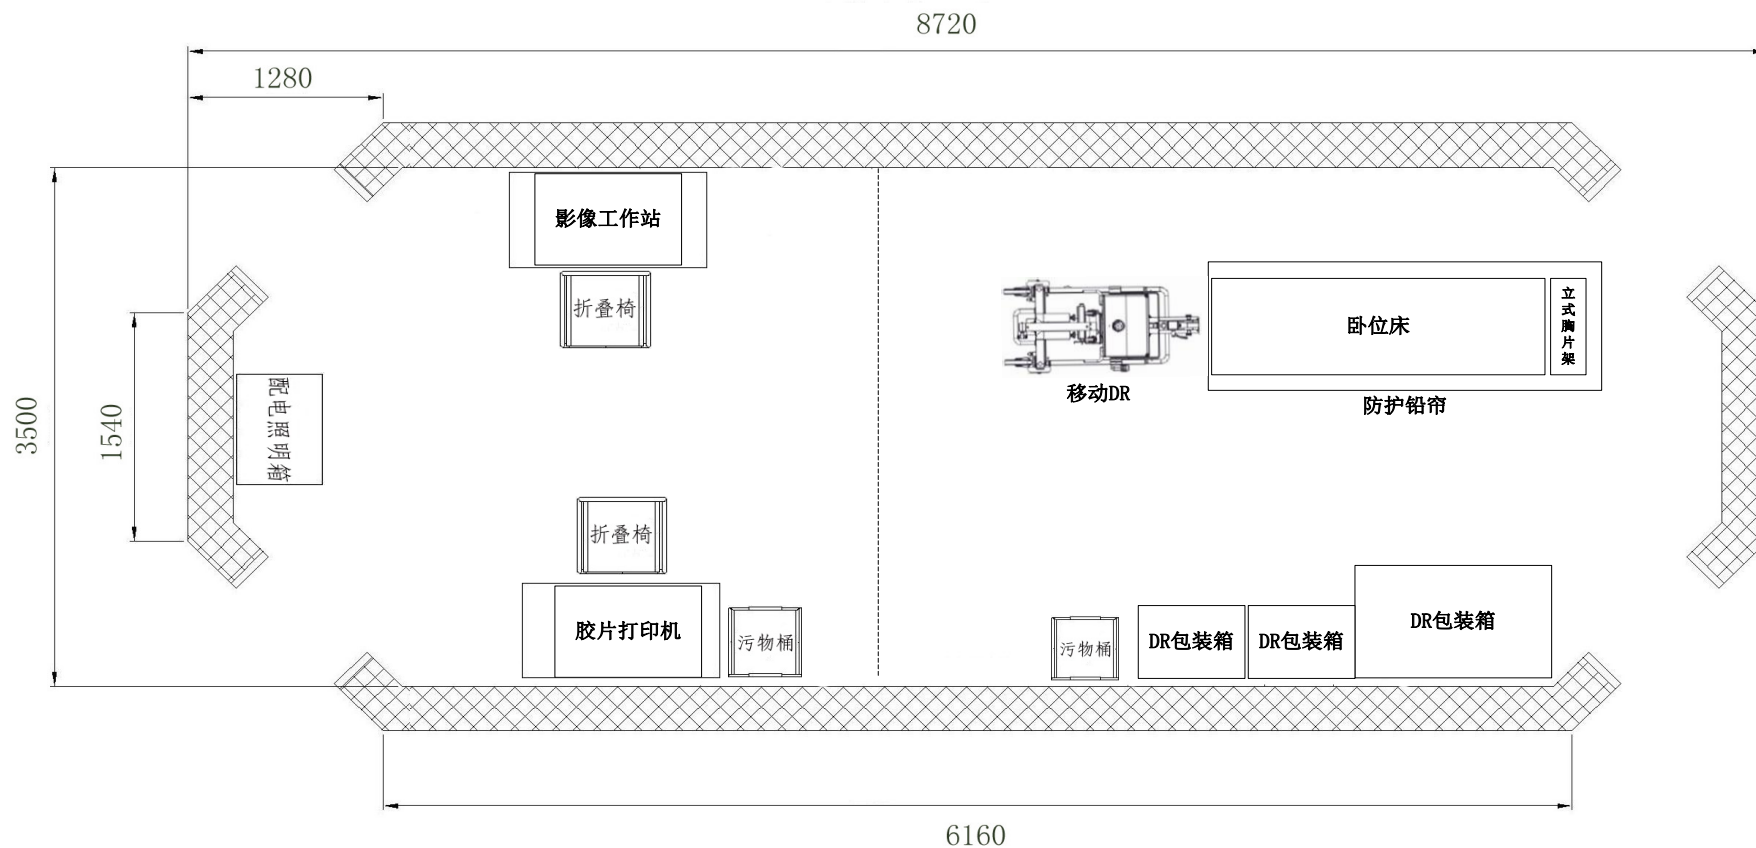 8720
1280
影像工作站
折叠椅
立式胸片架
卧位床
移动DR
防护铅帘
配电照明箱
3500
1540
折叠椅
胶片打印机
污物桶
污物桶
DR包装箱
DR包装箱
DR包装箱
6160